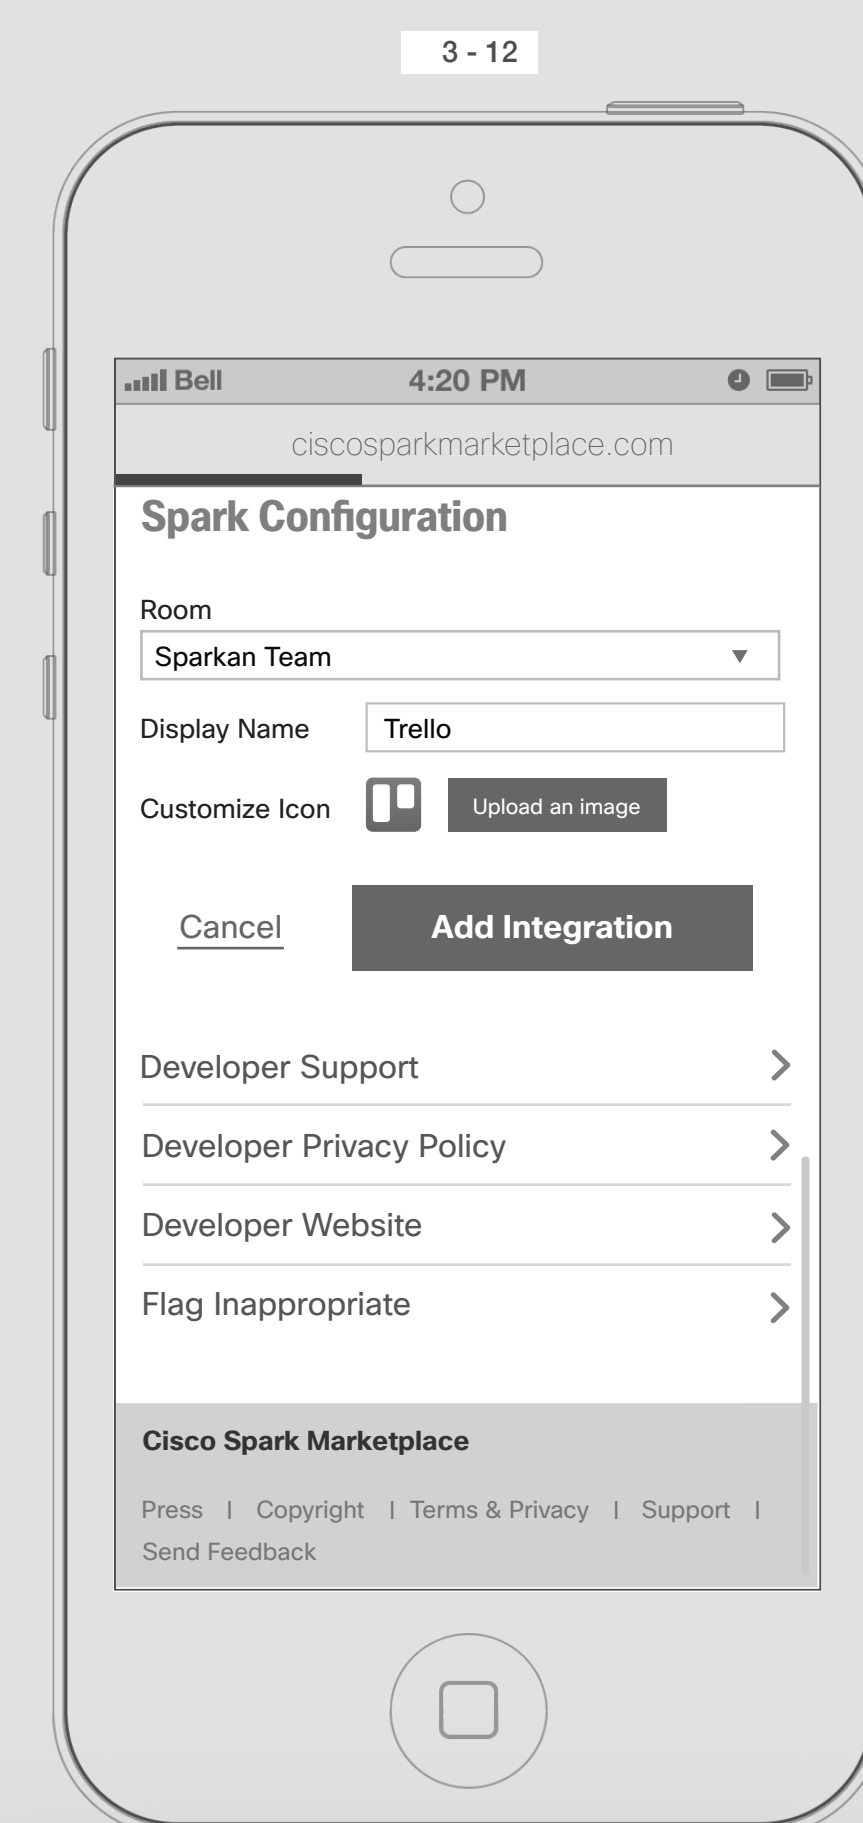 3 - 12
Bell 4:20 PM
ciscosparkmarketplace.com
Spark Configuration
Room
Sparkan Team
Display Name Trello
Customize Icon Upload an image
Cancel Add Integration
Developer Support
Developer Privacy Policy
Developer Website
Flag Inappropriate
Cisco Spark Marketplace
Press | Copyright | Terms & Privacy | Support |
Send Feedback